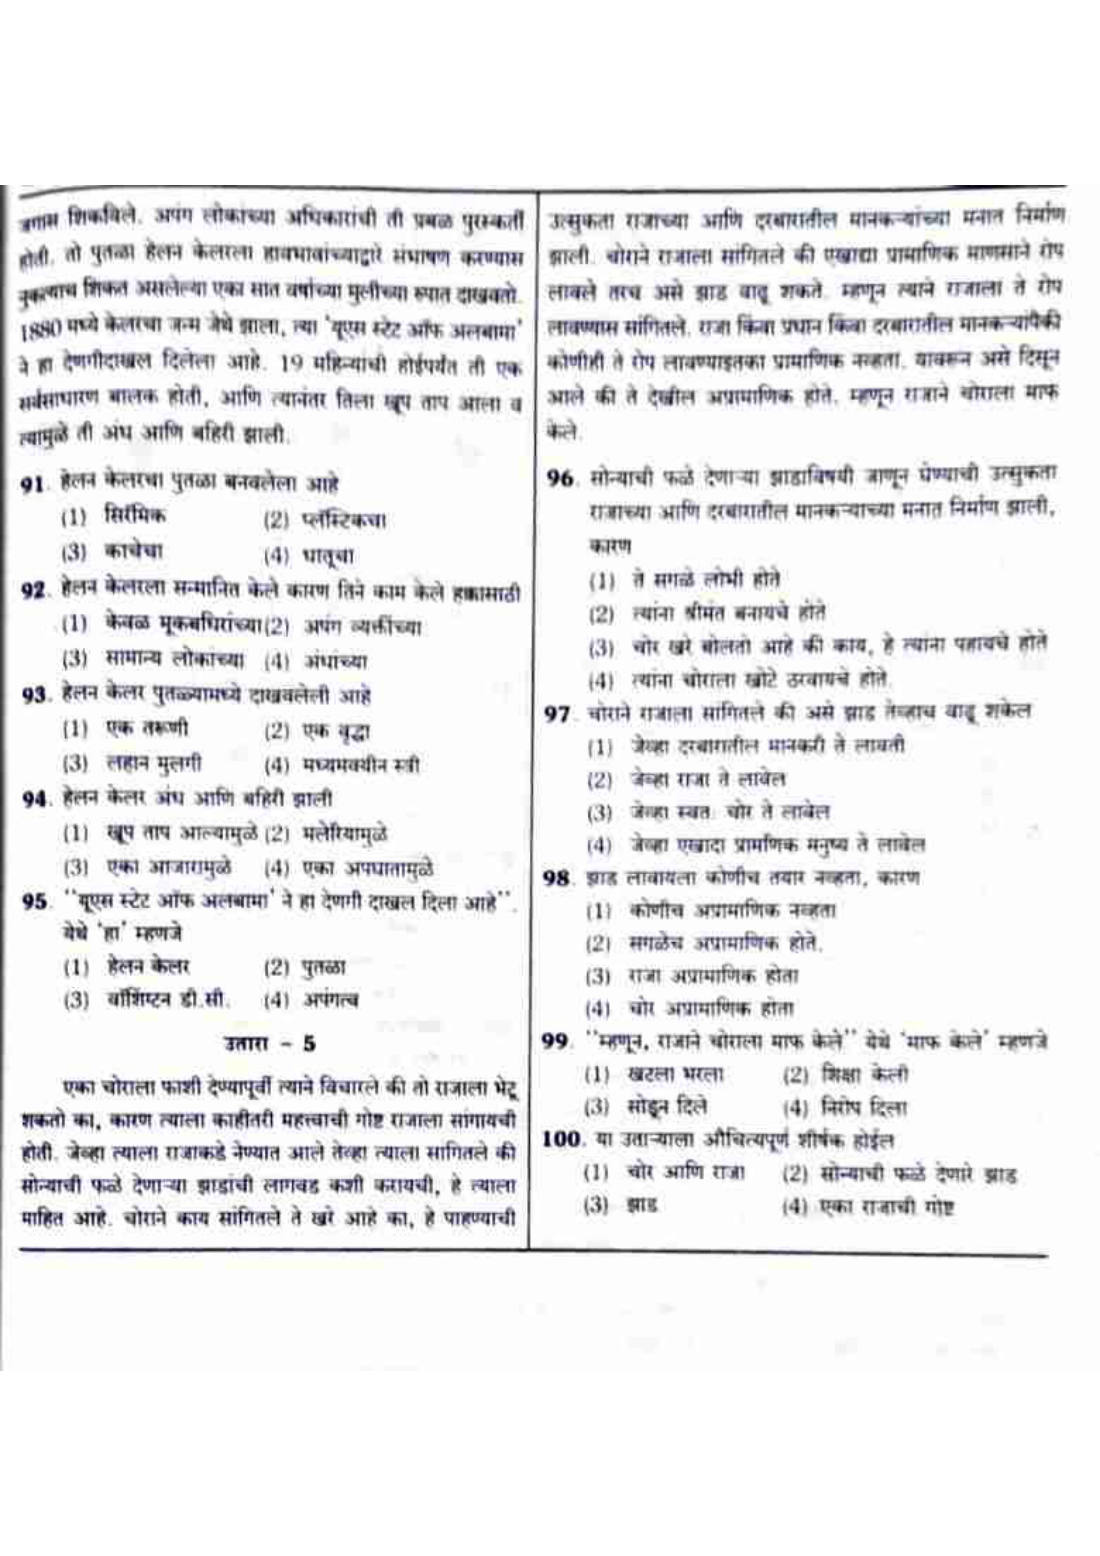 जगास शिकविले. अपंग लोकांच्या अधिकारांची ती प्रबळ पुरस्कर्ती
होती. तो पुतळा हेलन केलरला हावभावांच्याद्वारे संभाषण करण्यास
नुकत्याच शिकत असलेल्या एका सात वर्षाच्या मुलीच्या रुपात दाखवतो.
1880 मध्ये केलरचा जन्म जेथे झाला, त्या 'यूएस स्टेट ऑफ अलबामा'
ने हा देणगीदाखल दिलेला आहे. 19 महिन्यांची होईपर्यंत ती एक
सर्वसाधारण बालक होती, आणि त्यानंतर तिला खूप ताप आला व
त्यामुळे ती अंध आणि बहिरी झाली.
91. हेलन केलरचा पुतळा बनवलेला आहे
(1) सिरॅमिक (2) प्लॅस्टिकचा
(3) काचेचा (4) धातूचा
92. हेलन केलरला सन्मानित केले कारण तिने काम केले हक्कासाठी
(1) केवळ मूकबधिरांच्या (2) अपंग व्यक्तींच्या
(3) सामान्य लोकांच्या (4) अंधांच्या
93. हेलन केलर पुतळ्यामध्ये दाखवलेली आहे
(1) एक तरूणी (2) एक वृद्धा
(3) लहान मुलगी (4) मध्यमवयीन स्त्री
94. हेलन केलर अंध आणि बहिरी झाली
(1) खूप ताप आल्यामुळे (2) मलेरियामुळे
(3) एका आजारामुळे (4) एका अपघातामुळे
95. "यूएस स्टेट ऑफ अलबामा' ने हा देणगी दाखल दिला आहे".
येथे 'हा' म्हणजे
(1) हेलन केलर (2) पुतळा
(3) वॉशिंग्टन डी.सी. (4) अपंगत्व
उतारा - 5
एका चोराला फाशी देण्यापूर्वी त्याने विचारले की तो राजाला भेटू
शकतो का, कारण त्याला काहीतरी महत्त्वाची गोष्ट राजाला सांगायची
होती. जेव्हा त्याला राजाकडे नेण्यात आले तेव्हा त्याला सांगितले की
सोन्याची फळे देणाऱ्या झाडांची लागवड कशी करायची, हे त्याला
माहित आहे. चोराने काय सांगितले ते खरे आहे का, हे पाहण्याची
उत्सुकता राजाच्या आणि दरबारातील मानकऱ्यांच्या मनात निर्माण
झाली. चोराने राजाला सांगितले की एखाद्या प्रामाणिक माणसाने रोप
लावले तरच असे झाड वाढू शकते. म्हणून त्याने राजाला ते रोप
लावण्यास सांगितले. राजा किंवा प्रधान किंवा दरबारातील मानकऱ्यांपैकी
कोणीही ते रोप लावण्याइतका प्रामाणिक नव्हता. यावरून असे दिसून
आले की ते देखील अप्रामाणिक होते. म्हणून राजाने चोराला माफ
केले.
96. सोन्याची फळे देणाऱ्या झाडाविषयी जाणून घेण्याची उत्सुकता
राजाच्या आणि दरबारातील मानकऱ्याच्या मनात निर्माण झाली,
कारण
(1) ते सगळे लोभी होते
(2) त्यांना श्रीमंत बनायचे होते
(3) चोर खरे बोलतो आहे की काय, हे त्यांना पहायचे होते
(4) त्यांना चोराला खोटे ठरवायचे होते.
97. चोराने राजाला सांगितले की असे झाड तेव्हाच वाढू शकेल
(1) जेव्हा दरबारातील मानकरी ते लावती
(2) जेव्हा राजा ते लावेल
(3) जेव्हा स्वतः चोर ते लावेल
(4) जेव्हा एखादा प्रामणिक मनुष्य ते लावेल
98. झाड लावायला कोणीच तयार नव्हता, कारण
(1) कोणीच अप्रामाणिक नव्हता
(2) सगळेच अप्रामाणिक होते.
(3) राजा अप्रामाणिक होता
(4) चोर अप्रामाणिक होता
99. "म्हणून, राजाने चोराला माफ केले" येथे 'माफ केले' म्हणजे
(1) खटला भरला (2) शिक्षा केली
(3) सोडून दिले (4) निरोप दिला
100. या उताऱ्याला औचित्यपूर्ण शीर्षक होईल
(1) चोर आणि राजा (2) सोन्याची फळे देणारे झाड
(3) झाड (4) एका राजाची गोष्ट